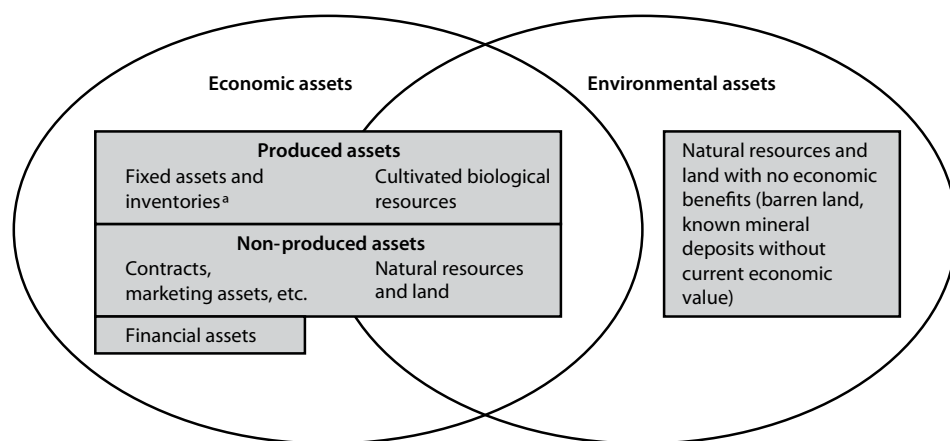 Economic assets
Environmental assets
Produced assets
Fixed assets and
inventoriesᵃ
Cultivated biological
resources
Non-produced assets
Contracts,
marketing assets, etc.
Natural resources
and land
Financial assets
Natural resources and
land with no economic
benefits (barren land,
known mineral
deposits without
current economic
value)